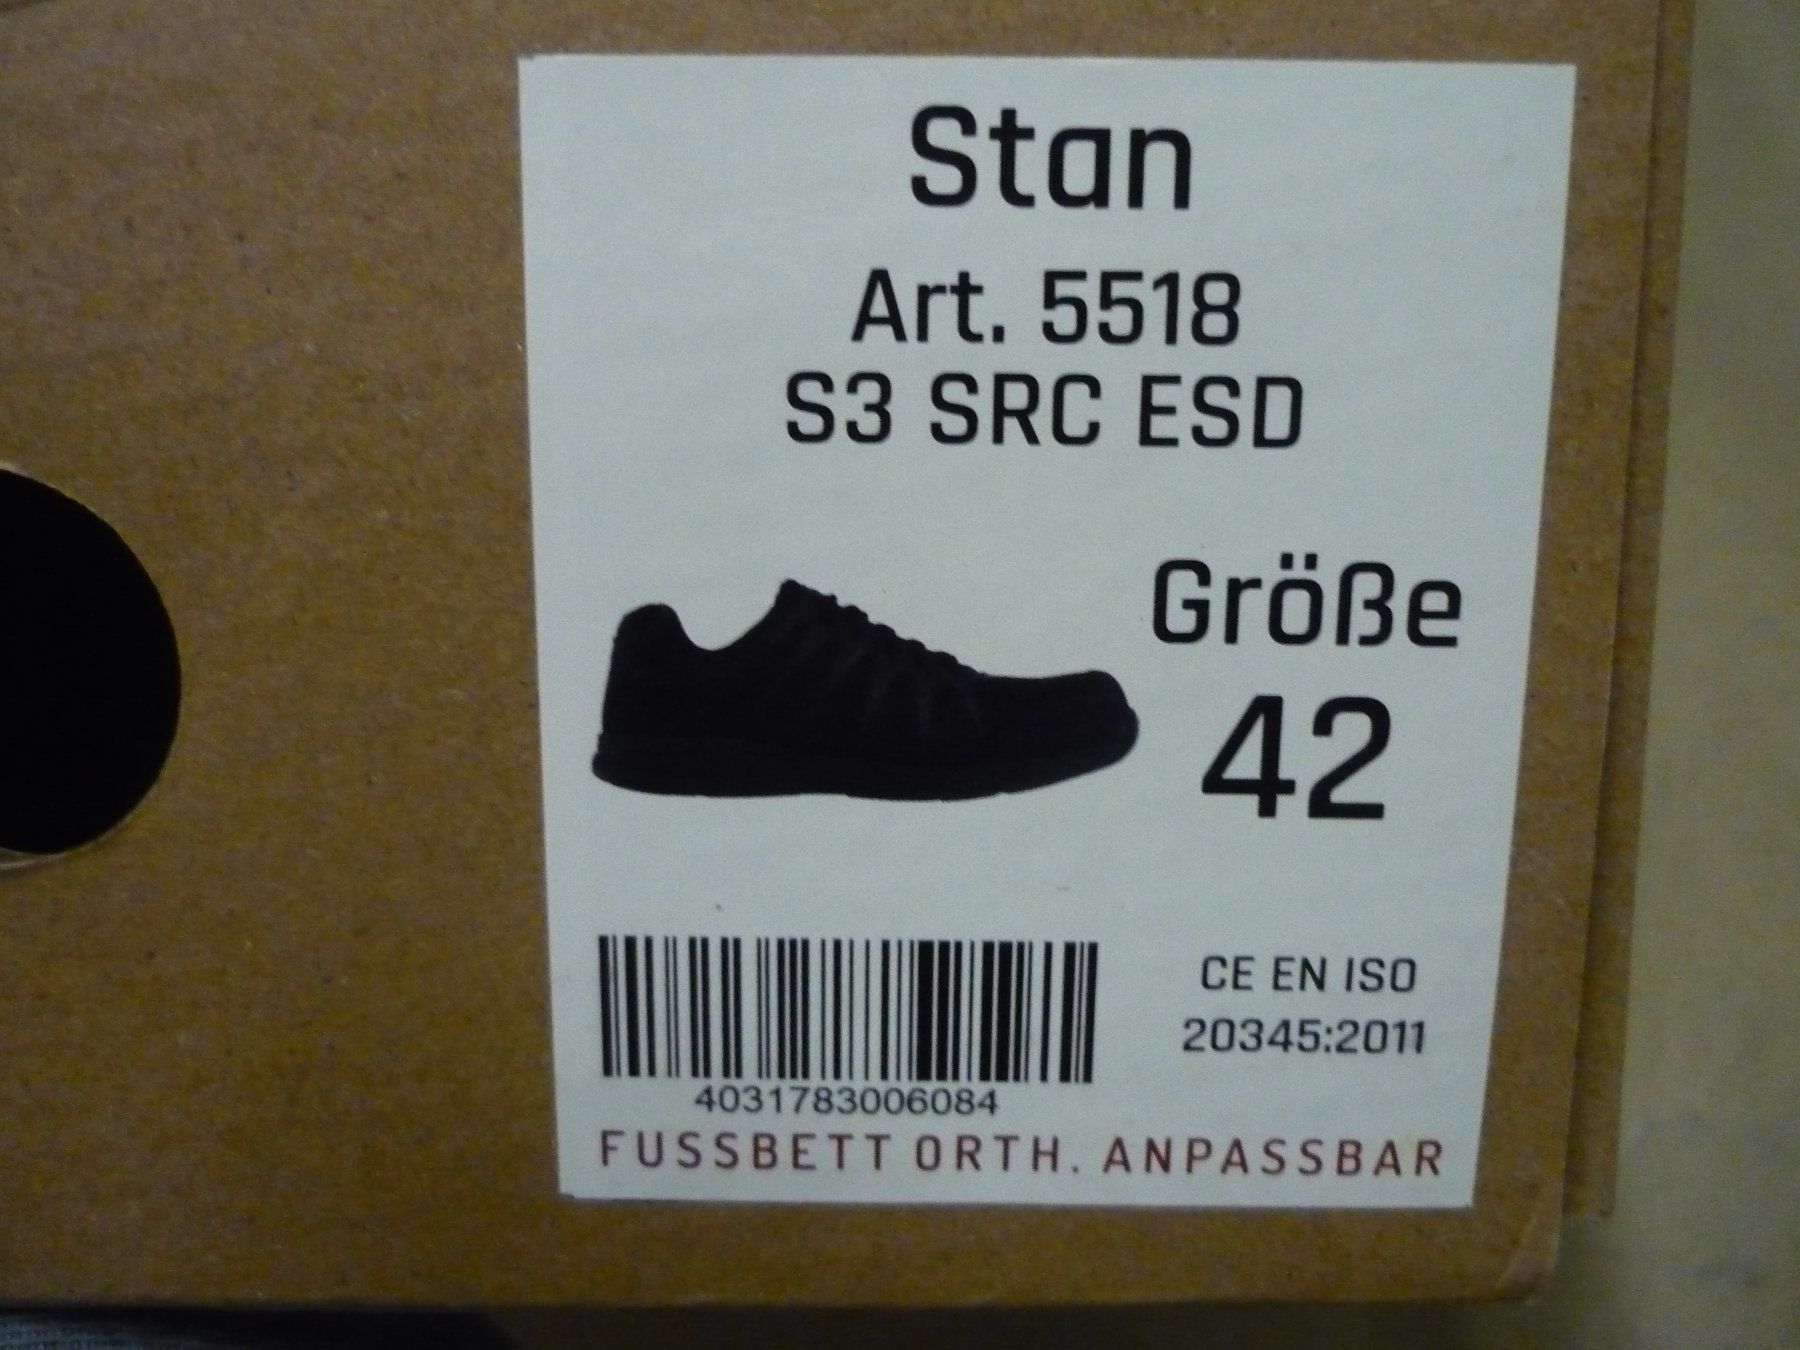 Stan
Art. 5518
S3 SRC ESD
Größe
42
CE EN ISO
20345:2011
4031783006084
FUSSBETT ORTH. ANPASSBAR